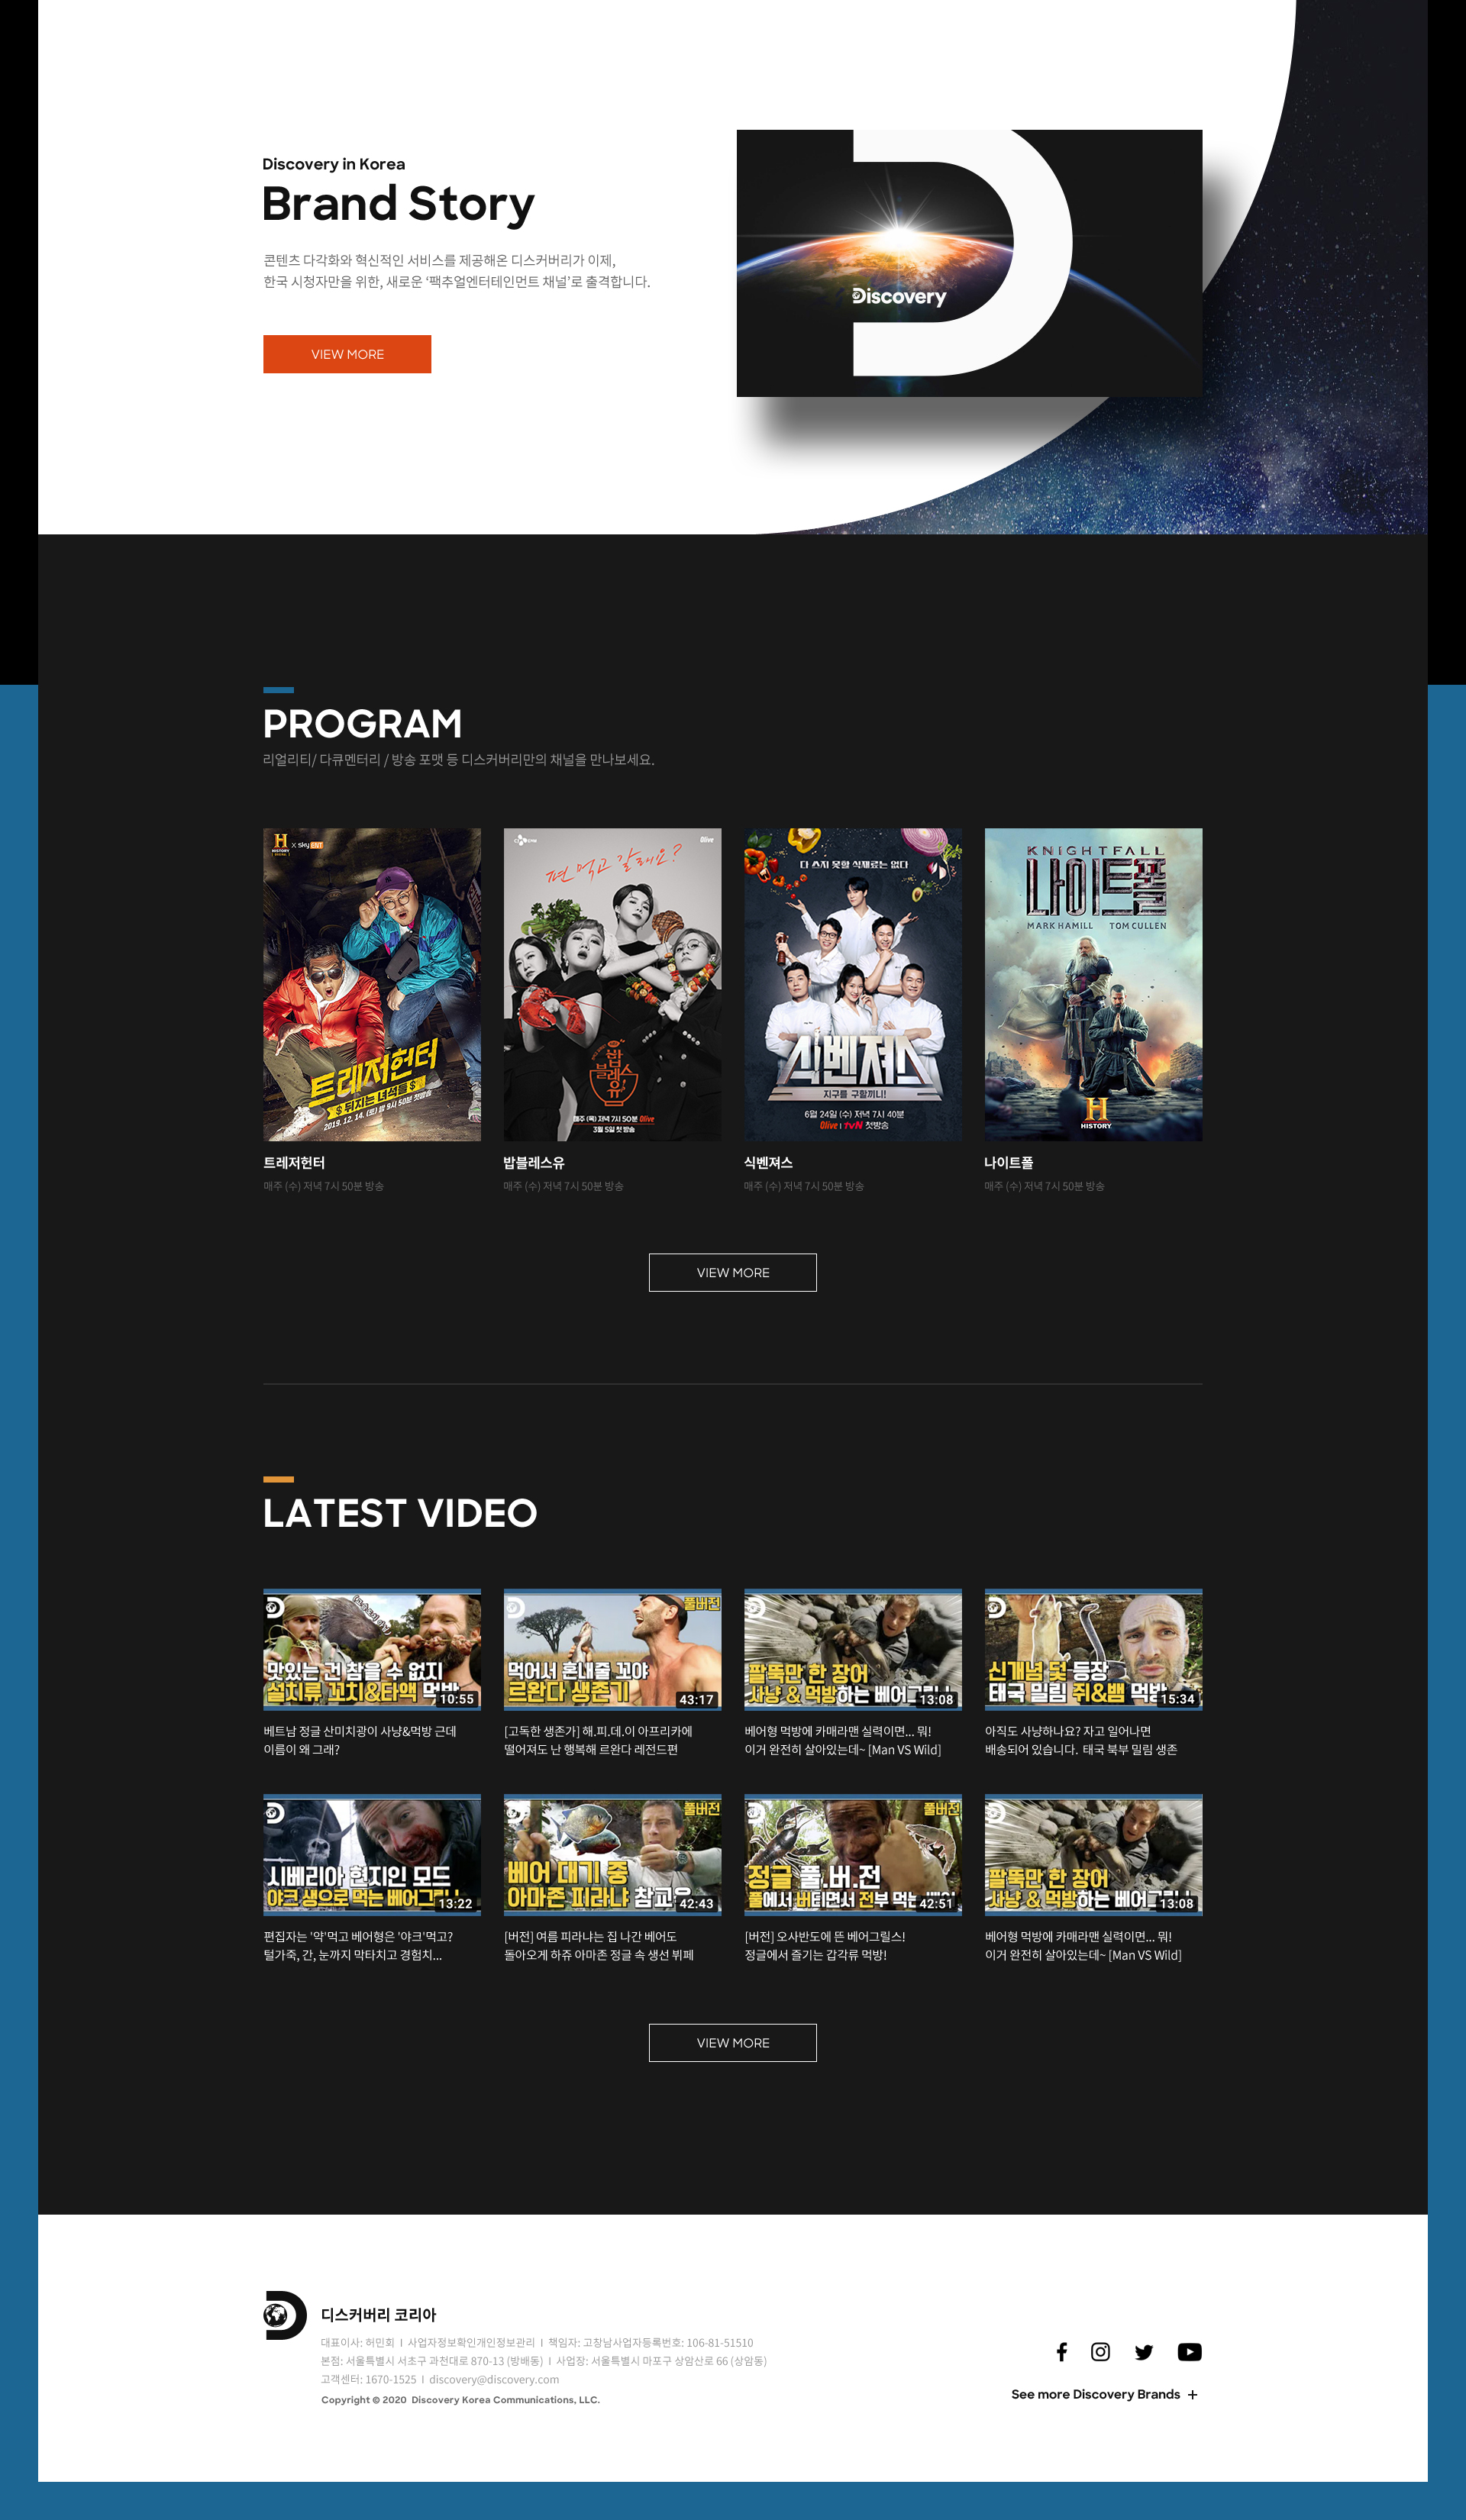 Discovery in Korea
Brand Story
콘텐츠 다각화와 혁신적인 서비스를 제공해온 디스커버리가 이제,
한국 시청자만을 위한, 새로운 ‘팩추얼엔터테인먼트 채널’로 출격합니다.
VIEW MORE
Discovery
PROGRAM
리얼리티/ 다큐멘터리 / 방송 포맷 등 디스커버리만의 채널을 만나보세요.
H
HISTORY
X sky ENT
트레저헌터
$ 뒤지는 녀석들 $
2019. 12. 14. (토) 밤 9시 50분 첫방송
Olive
편 먹고 갈래요?
밥블레스유
매주 (목) 저녁 7시 50분 Olive
3월 5일 첫 방송
다 쓰지 못할 식재료는 없다
식벤져스
지구를 구할끼니!
6월 24일 (수) 저녁 7시 40분
Olive I tvN 첫방송
KNIGHTFALL
나이트폴
MARK HAMILL TOM CULLEN
H
HISTORY
트레저헌터
매주 (수) 저녁 7시 50분 방송
밥블레스유
매주 (수) 저녁 7시 50분 방송
식벤져스
매주 (수) 저녁 7시 50분 방송
나이트폴
매주 (수) 저녁 7시 50분 방송
VIEW MORE
LATEST VIDEO
맛있는 건 참을 수 없지
설치류 꼬치&타액 먹방
10:55
풀버전
먹어서 혼내줄 꼬야
르완다 생존기
43:17
팔뚝만 한 장어
사냥 & 먹방하는 베어그릴스
13:08
신개념 덫 등장
태국 밀림 쥐&뱀 먹방
15:34
베트남 정글 산미치광이 사냥&먹방 근데
이름이 왜 그래?
[고독한 생존가] 해.피.데.이 아프리카에
떨어져도 난 행복해 르완다 레전드편
베어형 먹방에 카매라맨 실력이면... 뭐!
이거 완전히 살아있는데~ [Man VS Wild]
아직도 사냥하나요? 자고 일어나면
배송되어 있습니다. 태국 북부 밀림 생존
시베리아 현지인 모드
야크 생으로 먹는 베어그릴스
13:22
풀버전
베어 대기 중
아마존 피라냐 참교육
42:43
풀버전
정글 풀.버.전
풀에서 버티면서 전부 먹는 베어
42:51
팔뚝만 한 장어
사냥 & 먹방하는 베어그릴스
13:08
편집자는 '약'먹고 베어형은 '야크'먹고?
털가죽, 간, 눈까지 막타치고 경험치...
[버전] 여름 피라냐는 집 나간 베어도
돌아오게 하쥬 아마존 정글 속 생선 뷔페
[버전] 오사반도에 뜬 베어그릴스!
정글에서 즐기는 갑각류 먹방!
베어형 먹방에 카매라맨 실력이면... 뭐!
이거 완전히 살아있는데~ [Man VS Wild]
VIEW MORE
디스커버리 코리아
대표이사: 허민회 I 사업자정보확인개인정보관리 I 책임자: 고창남사업자등록번호: 106-81-51510
본점: 서울특별시 서초구 과천대로 870-13 (방배동) I 사업장: 서울특별시 마포구 상암산로 66 (상암동)
고객센터: 1670-1525 I discovery@discovery.com
Copyright © 2020 Discovery Korea Communications, LLC.
See more Discovery Brands +